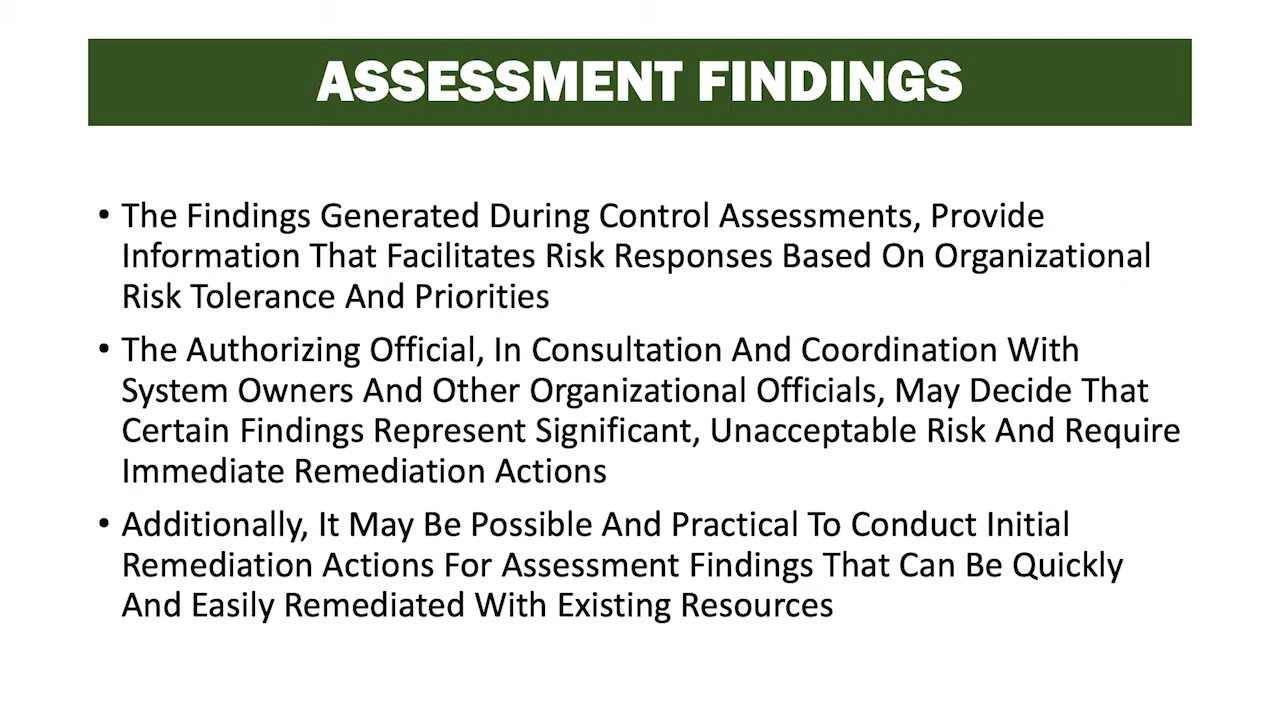 ASSESSMENT FINDINGS
• The Findings Generated During Control Assessments, Provide
Information That Facilitates Risk Responses Based On Organizational
Risk Tolerance And Priorities
• The Authorizing Official, In Consultation And Coordination With
System Owners And Other Organizational Officials, May Decide That
Certain Findings Represent Significant, Unacceptable Risk And Require
Immediate Remediation Actions
• Additionally, It May Be Possible And Practical To Conduct Initial
Remediation Actions For Assessment Findings That Can Be Quickly
And Easily Remediated With Existing Resources